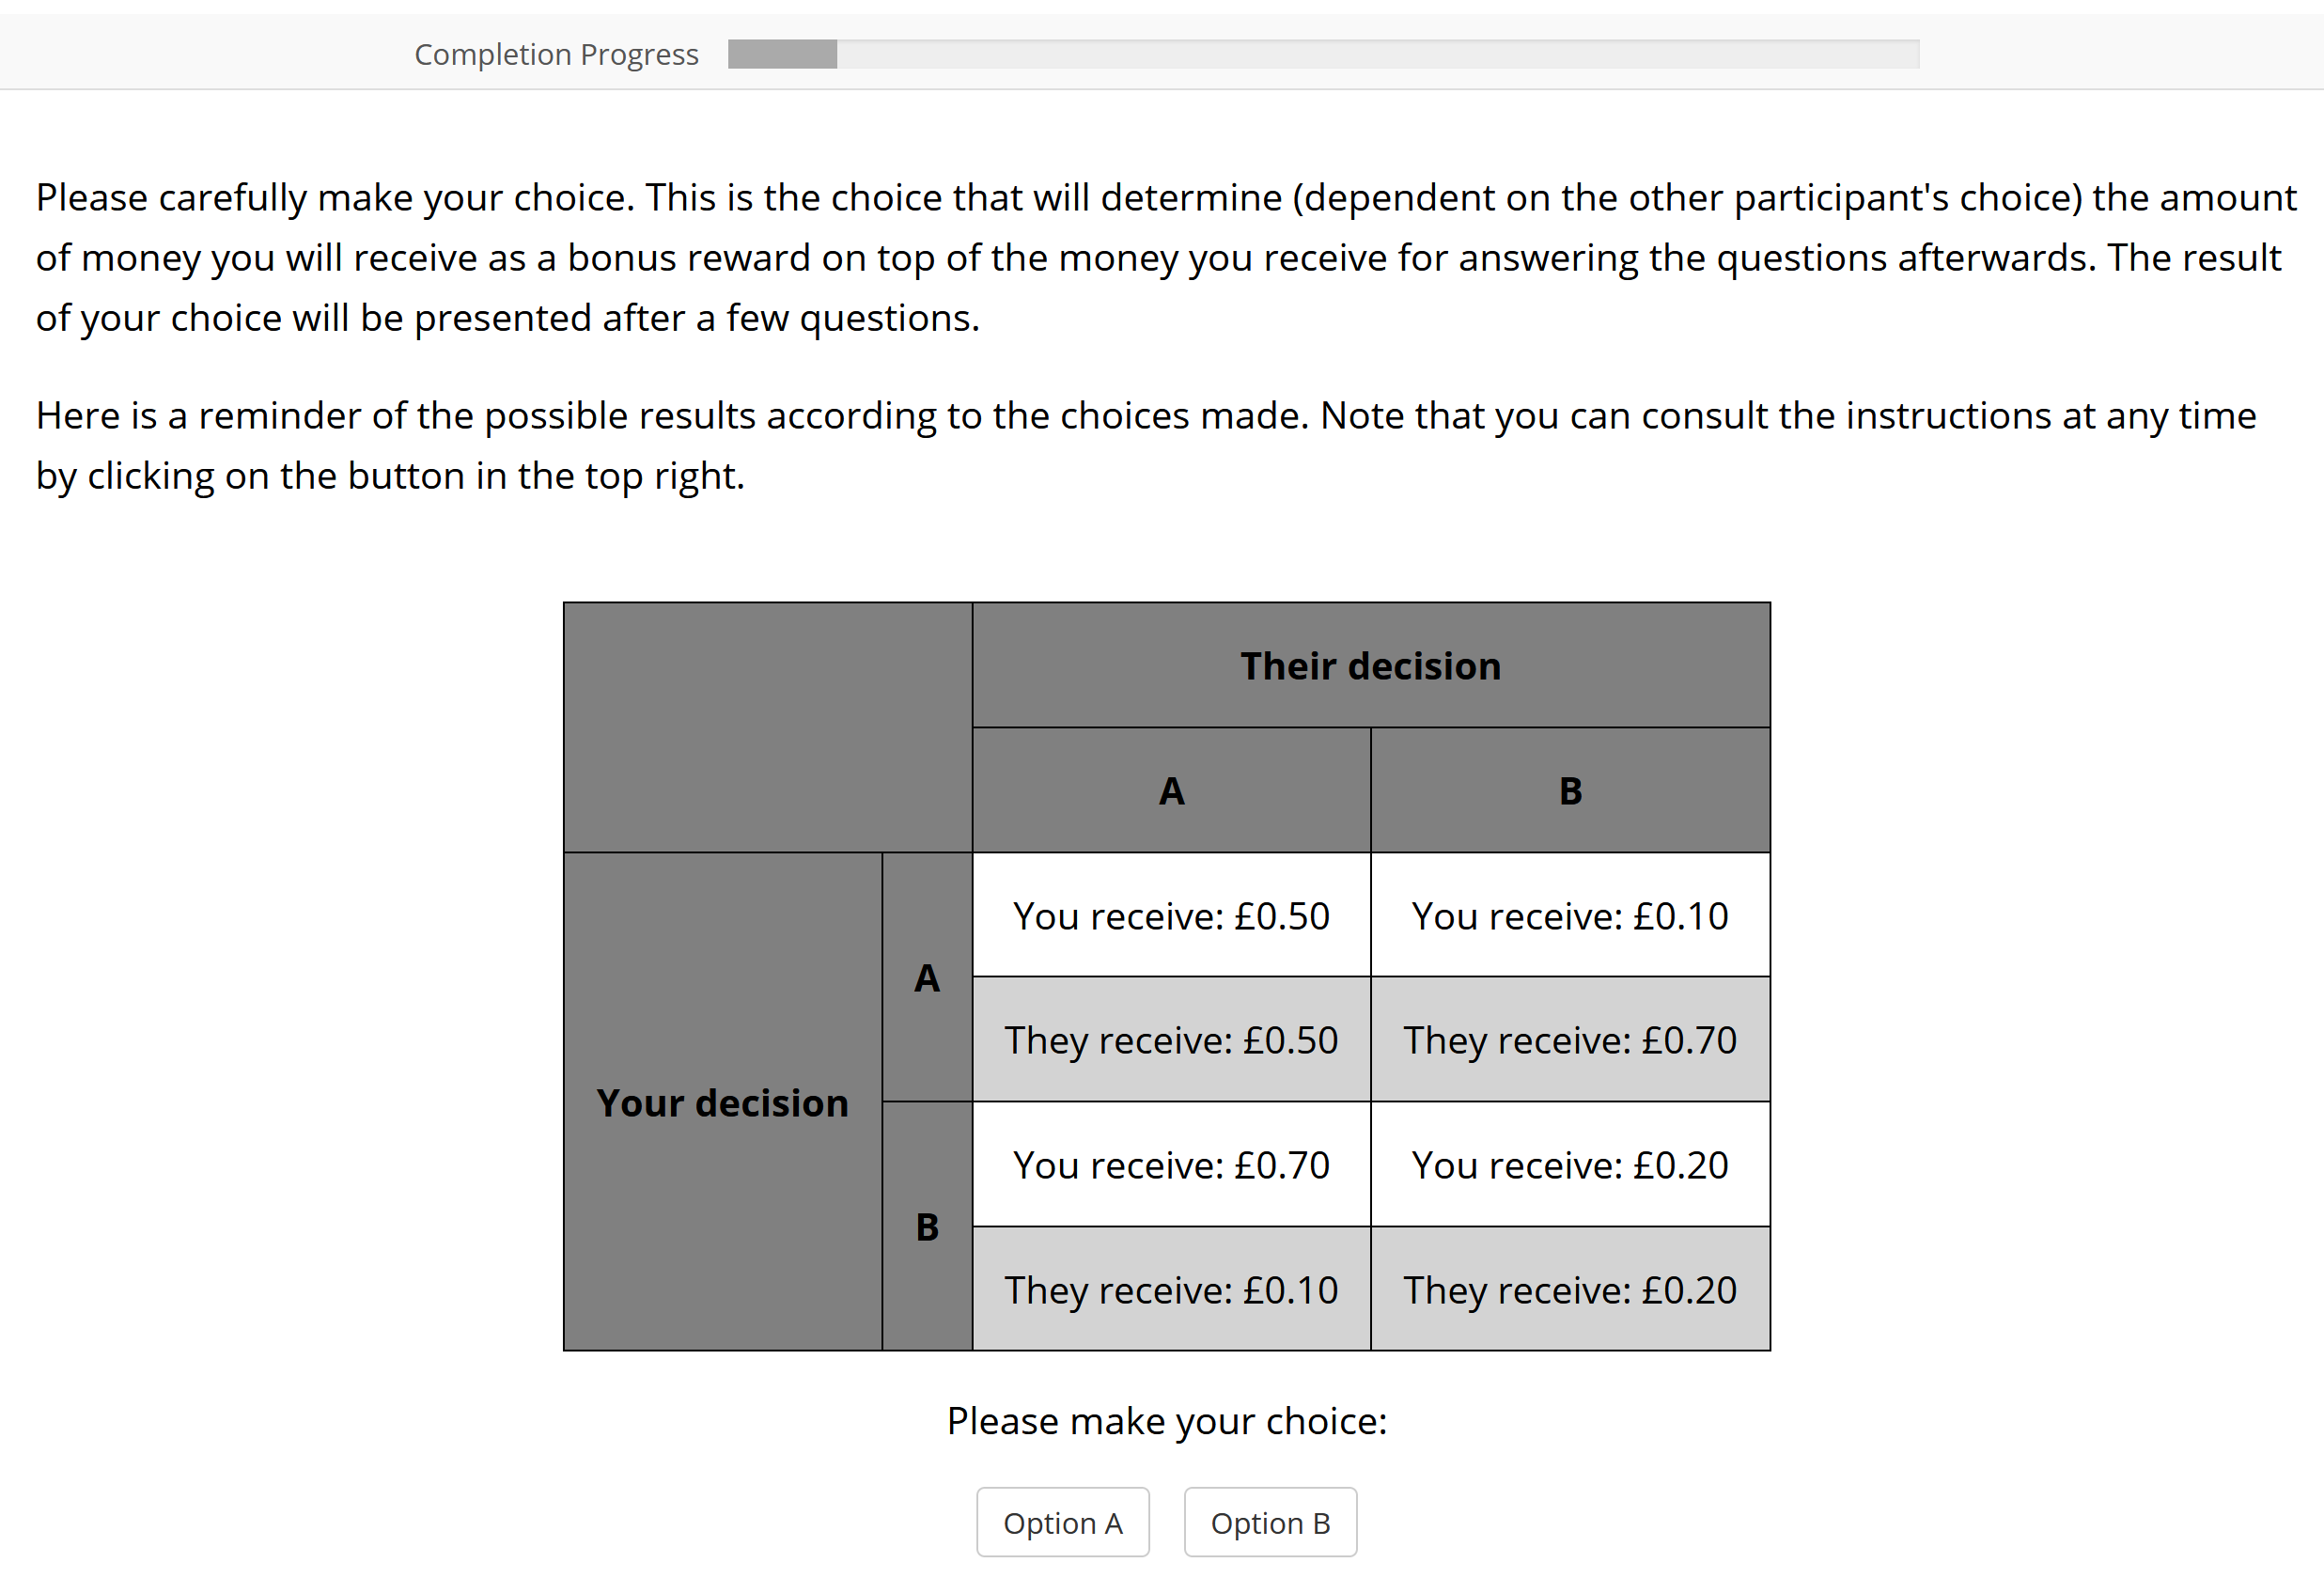 Completion Progress
Please carefully make your choice. This is the choice that will determine (dependent on the other participant's choice) the amount
of money you will receive as a bonus reward on top of the money you receive for answering the questions afterwards. The result
of your choice will be presented after a few questions.
Here is a reminder of the possible results according to the choices made. Note that you can consult the instructions at any time
by clicking on the button in the top right.
Their decision
A B
You receive: £0.50 You receive: £0.10
A
They receive: £0.50 They receive: £0.70
Your decision
You receive: £0.70 You receive: £0.20
B
They receive: £0.10 They receive: £0.20
Please make your choice:
Option A Option B